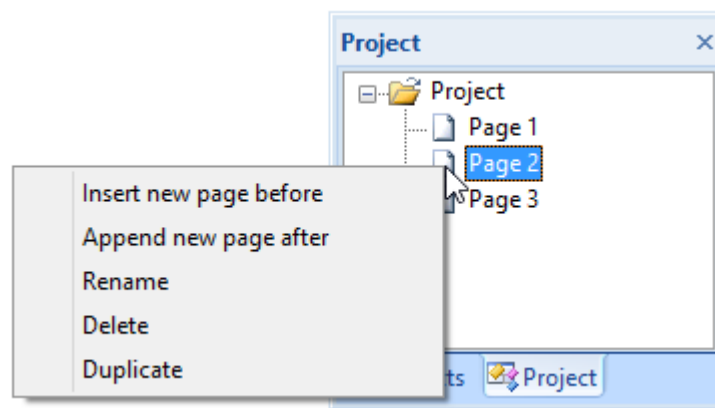 Project
Project
Page 1
Page 2
Page 3
Insert new page before
Append new page after
Rename
Delete
Duplicate
Project